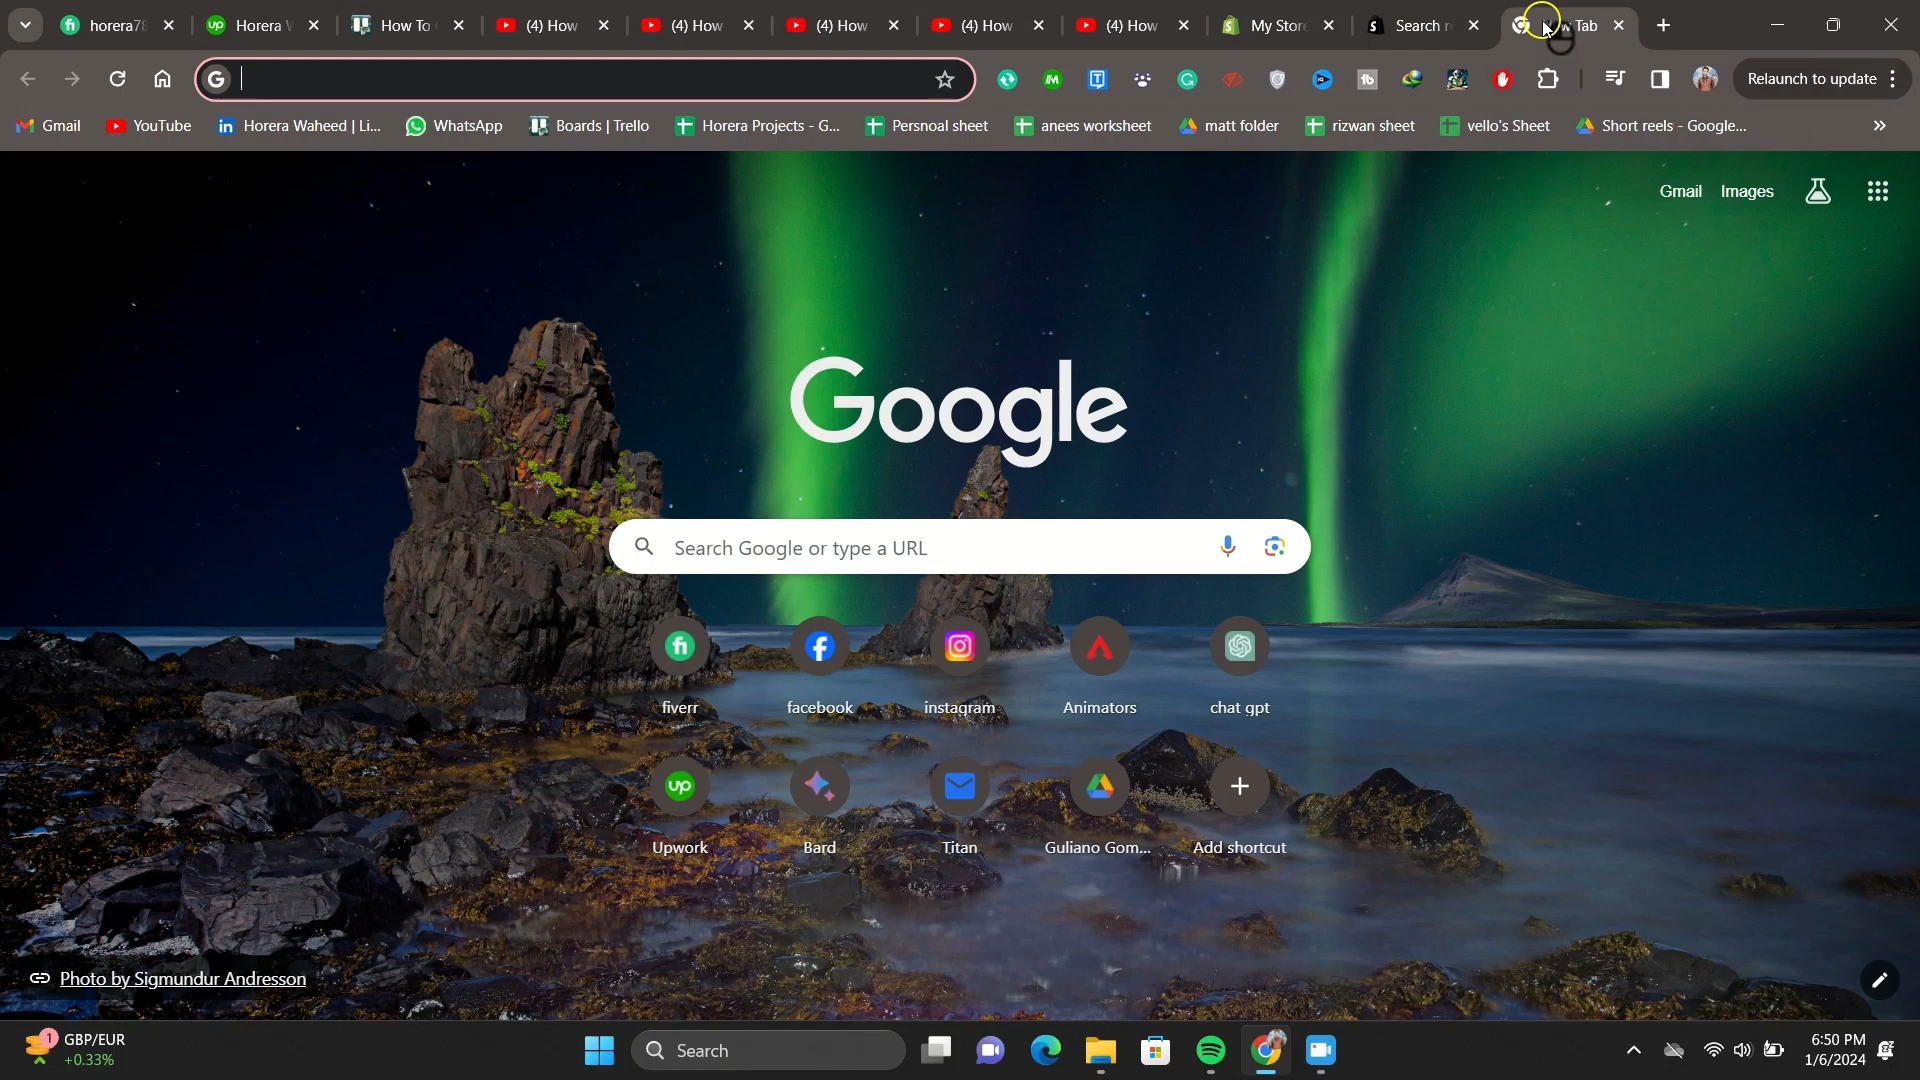 horera78
Horera W
How To
(4) How
(4) How
(4) How
(4) How
(4) How
My Stor
Search r
Tab
Relaunch to update
Gmail
YouTube
Horera Waheed | Li...
WhatsApp
Boards | Trello
Horera Projects - G...
Persnoal sheet
anees worksheet
matt folder
rizwan sheet
vello's Sheet
Short reels - Google...
Gmail
Images
Google
Search Google or type a URL
fiverr
facebook
instagram
Animators
chat gpt
Upwork
Bard
Titan
Guliano Gom...
Add shortcut
Photo by Sigmundur Andresson
1
GBP/EUR
+0.33%
Search
6:50 PM
1/6/2024